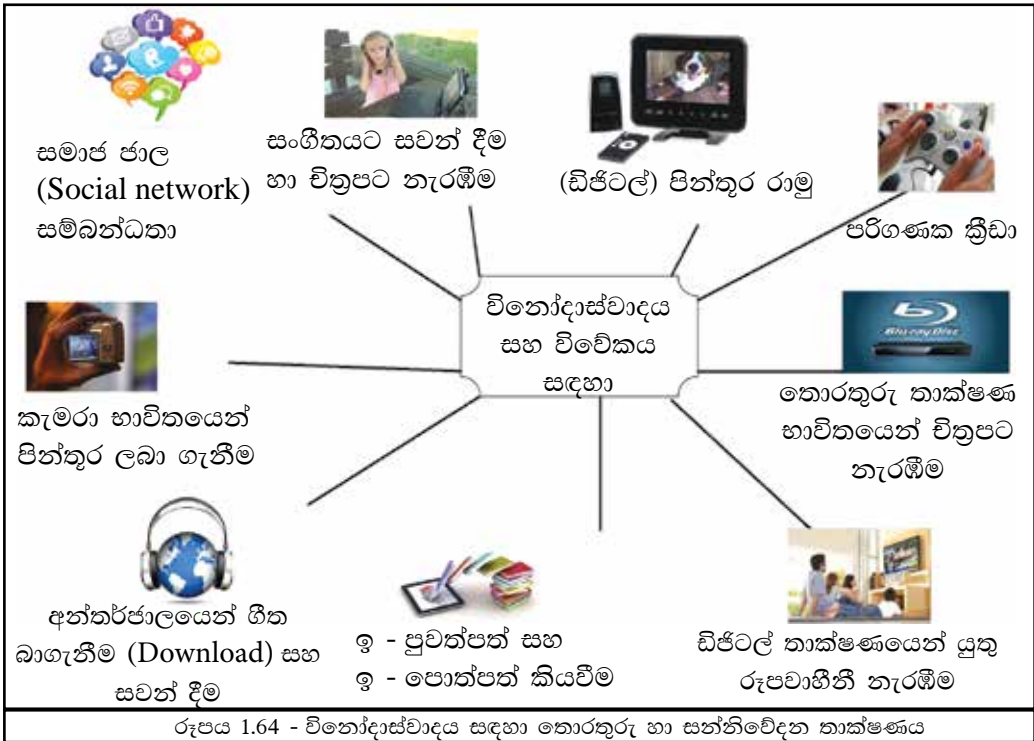 සමාජ ජාල
(Social network)
සම්බන්ධතා
සංගීතයට සවන් දීම
හා චිත්‍රපට නැරඹීම
(ඩිජිටල්) පින්තූර රාමු
පරිගණක ක්‍රීඩා
විනෝදාස්වාදය
සහ විවේකය
සඳහා
කැමරා භාවිතයෙන්
පින්තූර ලබා ගැනීම
Blu-ray Disc
තොරතුරු තාක්ෂණ
භාවිතයෙන් චිත්‍රපට
නැරඹීම
අන්තර්ජාලයෙන් ගීත
බාගැනීම (Download) සහ
සවන් දීම
ඉ - පුවත්පත් සහ
ඉ - පොත්පත් කියවීම
ඩිජිටල් තාක්ෂණයෙන් යුතු
රූපවාහිනී නැරඹීම
රූපය 1.64 - විනෝදාස්වාදය සඳහා තොරතුරු හා සන්නිවේදන තාක්ෂණය